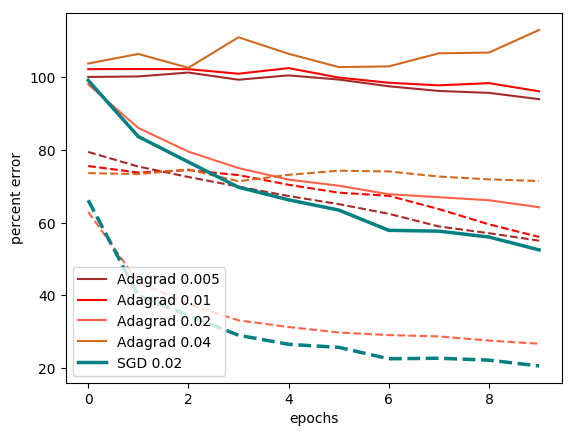 percent error
100
80
60
40
20
Adagrad 0.005
Adagrad 0.01
Adagrad 0.02
Adagrad 0.04
SGD 0.02
0 2 4 6 8
epochs